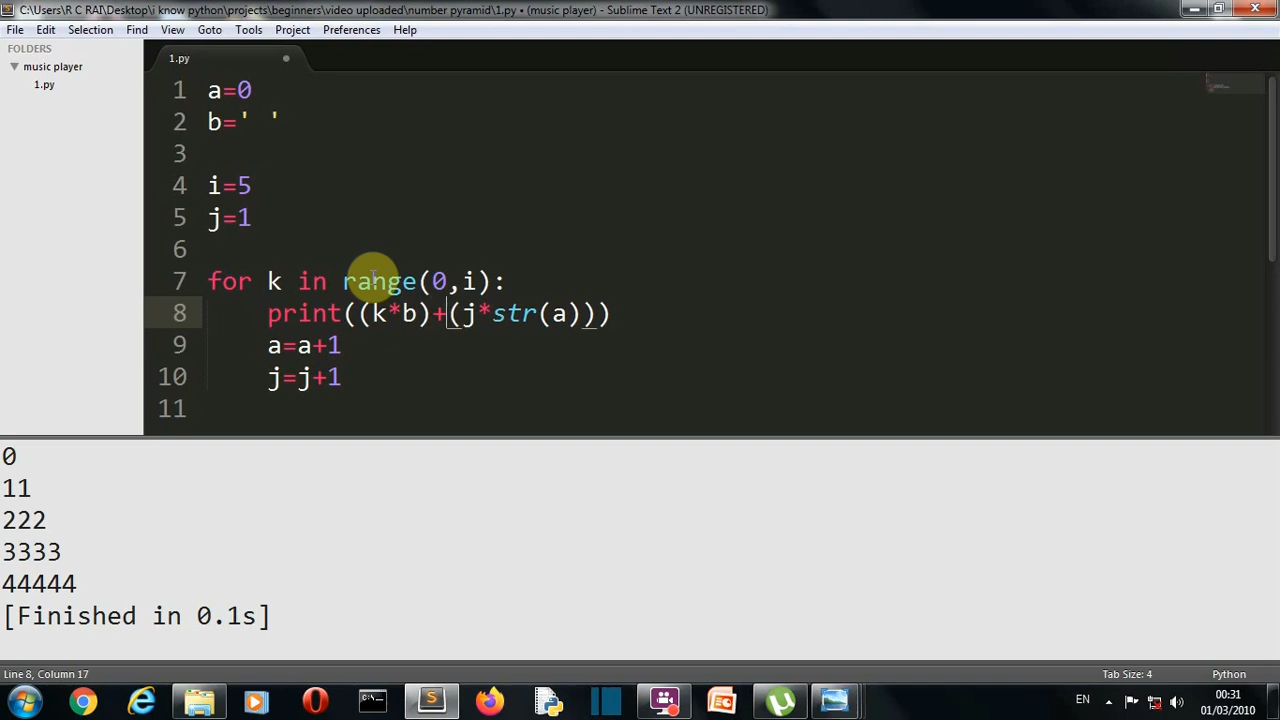 C:\Users\R C RAI\Desktop\i know python\projects\beginners\video uploaded\number pyramid\1.py • (music player) - Sublime Text 2 (UNREGISTERED)
File Edit Selection Find View Goto Tools Project Preferences Help
FOLDERS
music player
1.py
1.py
1 a=0
2 b=' '
3
4 i=5
5 j=1
6
7 for k in range(0,i):
8     print((k*b)+(j*str(a)))
9     a=a+1
10     j=j+1
11
0
11
222
3333
44444
[Finished in 0.1s]
Line 8, Column 17 Tab Size: 4 Python
EN 00:31
01/03/2010